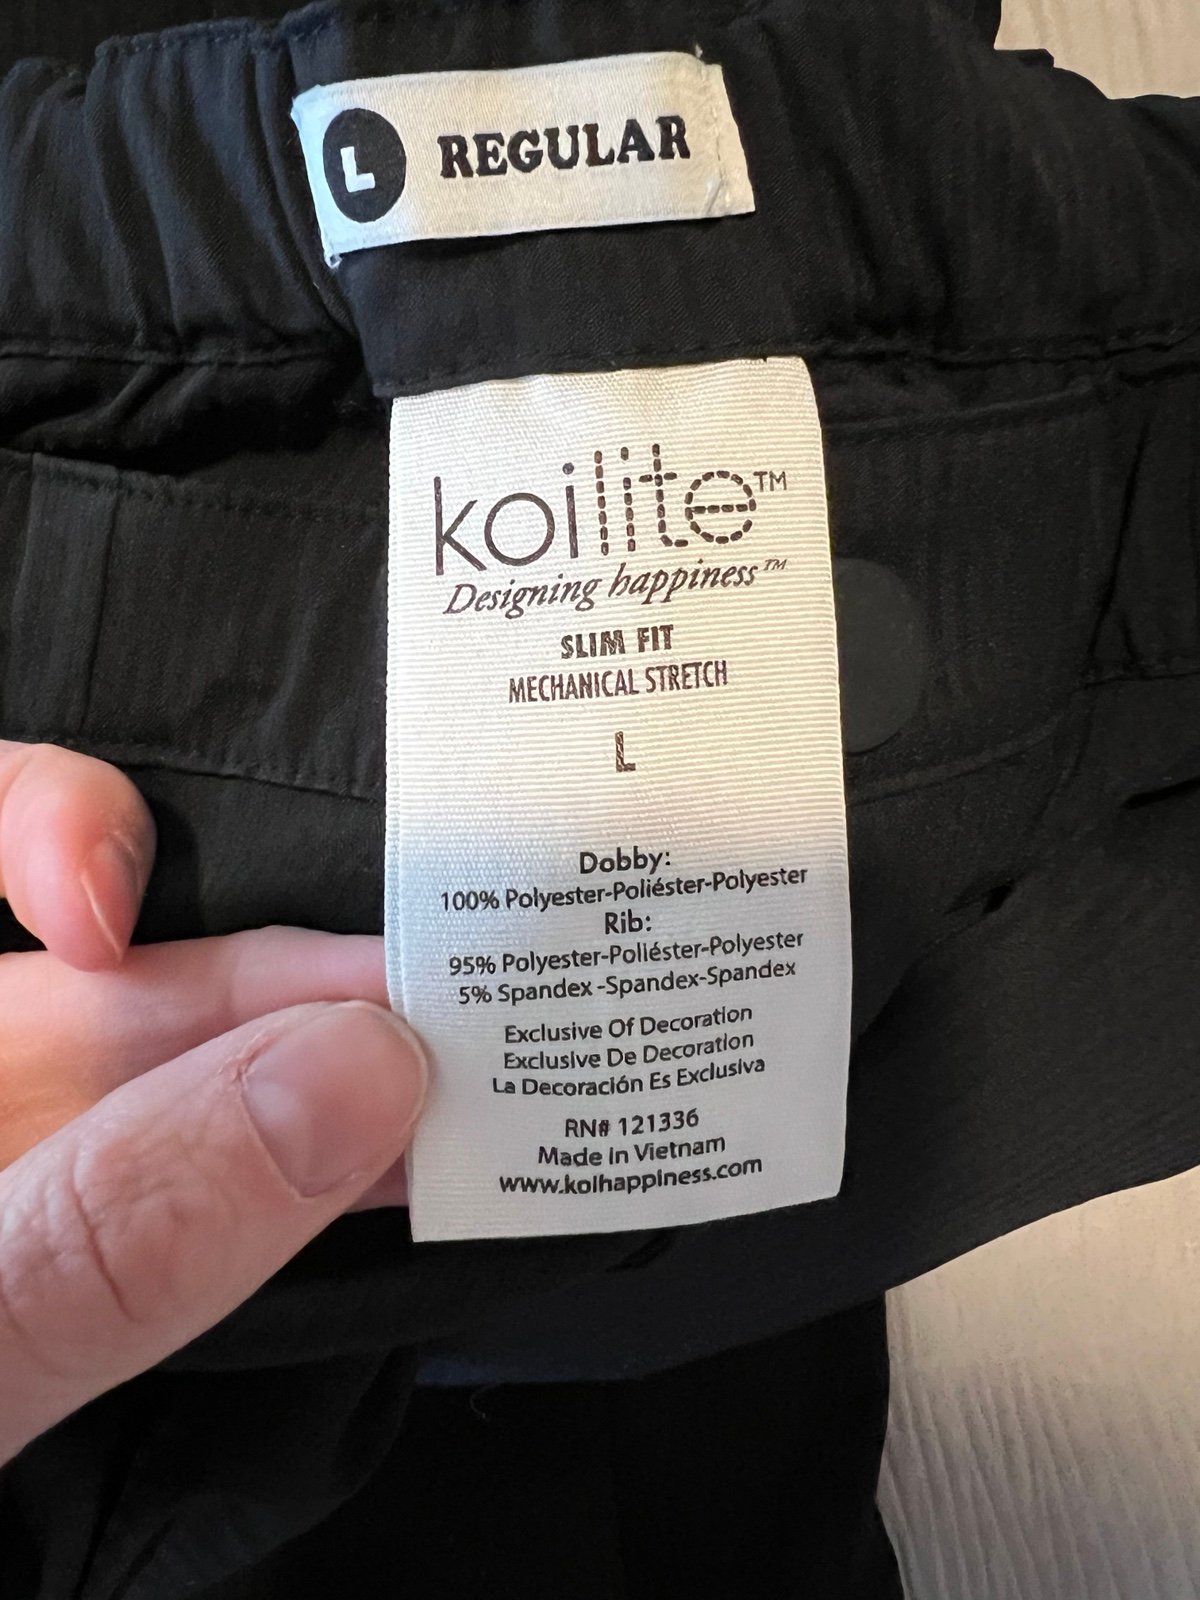 L REGULAR
koi lite™
Designing happiness™
SLIM FIT
MECHANICAL STRETCH
L
Dobby:
100% Polyester-Poliéster-Polyester
Rib:
95% Polyester-Poliéster-Polyester
5% Spandex -Spandex-Spandex
Exclusive Of Decoration
Exclusive De Decoration
La Decoración Es Exclusiva
RN# 121336
Made in Vietnam
www.koihappiness.com